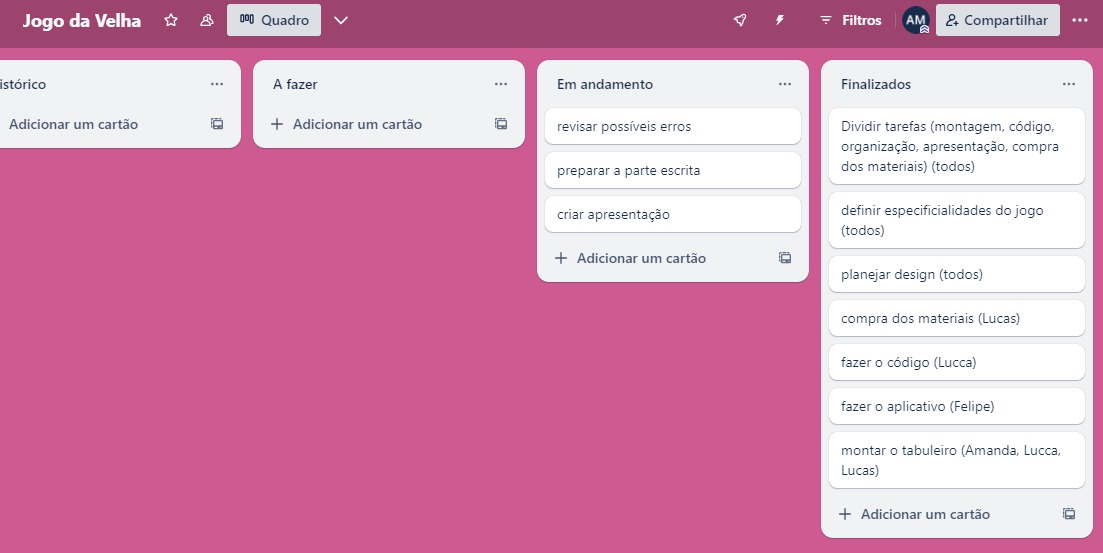 Jogo da Velha
Quadro
Filtros
AM
Compartilhar
istórico
Adicionar um cartão
A fazer
Adicionar um cartão
Em andamento
revisar possíveis erros
preparar a parte escrita
criar apresentação
Adicionar um cartão
Finalizados
Dividir tarefas (montagem, código,
organização, apresentação, compra
dos materiais) (todos)
definir especificialidades do jogo
(todos)
planejar design (todos)
compra dos materiais (Lucas)
fazer o código (Lucca)
fazer o aplicativo (Felipe)
montar o tabuleiro (Amanda, Lucca,
Lucas)
Adicionar um cartão